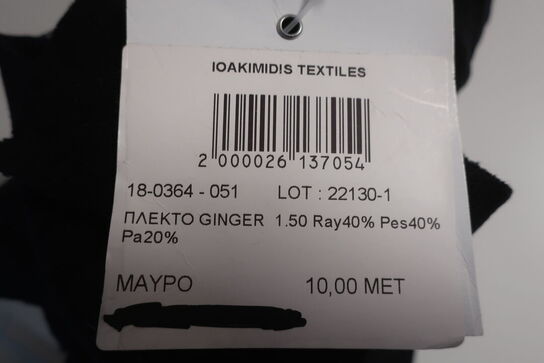 IOAKIMIDIS TEXTILES
2 000026 137054
18-0364 - 051 LOT : 22130-1
ΠΛΕΚΤΟ GINGER 1.50 Ray40% Pes40%
Pa20%
ΜΑΥΡΟ 10,00 ΜΕΤ